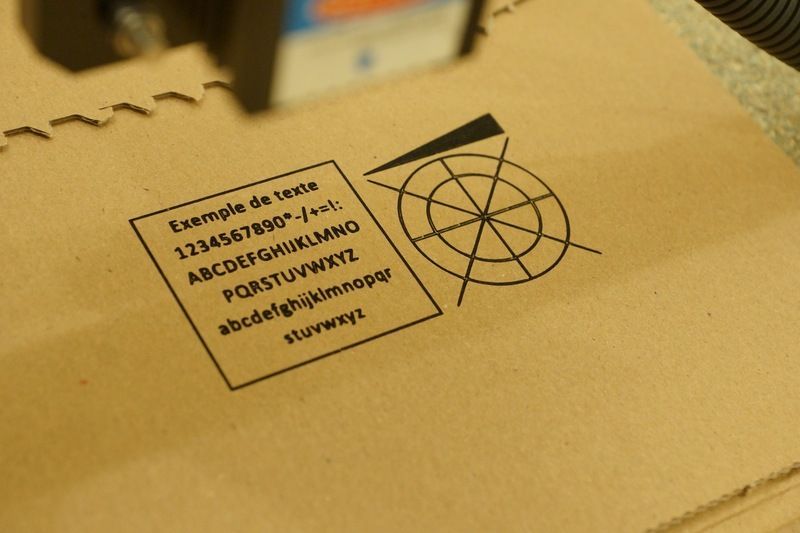 Exemple de texte
1234567890*-/+=!:
ABCDEFGHIJKLMNO
PQRSTUVWXYZ
abcdefghijklmnopqr
stuvwxyz